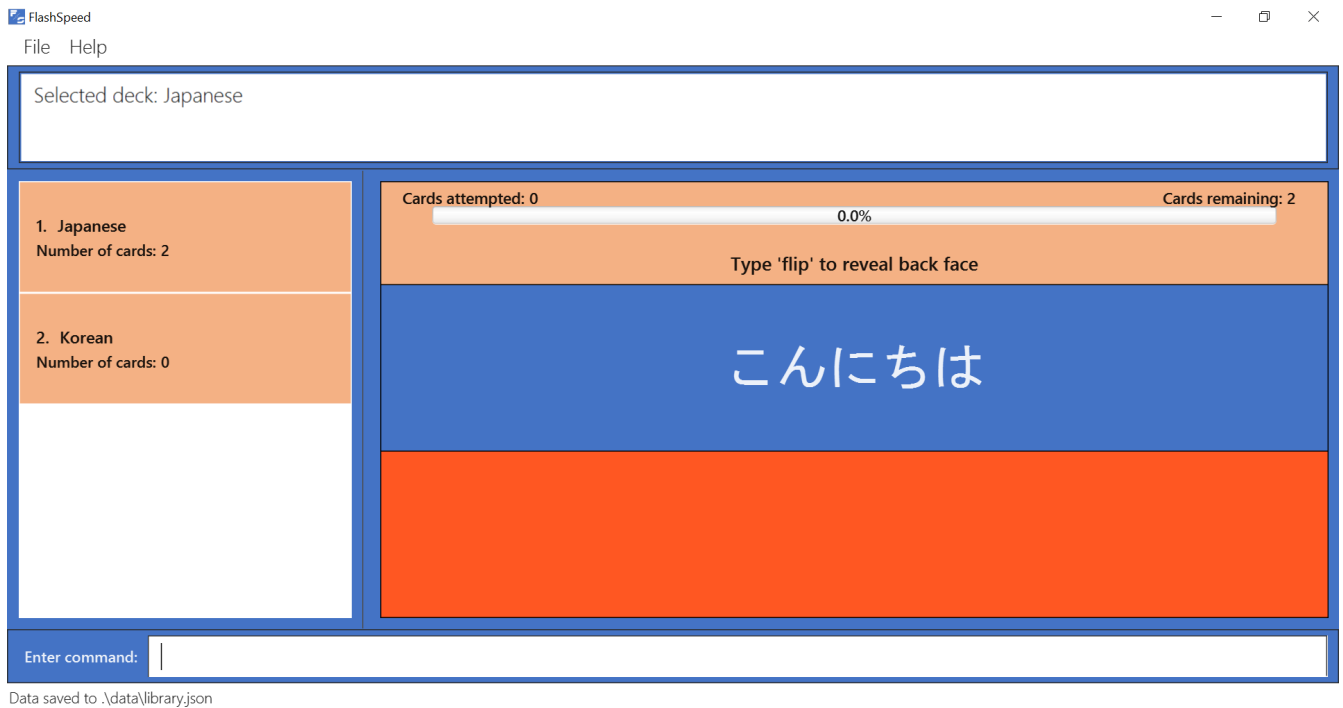 FlashSpeed
File Help
Selected deck: Japanese
1. Japanese
Number of cards: 2
2. Korean
Number of cards: 0
Cards attempted: 0
Cards remaining: 2
0.0%
Type 'flip' to reveal back face
こんにちは
Enter command:
Data saved to .\data\library.json